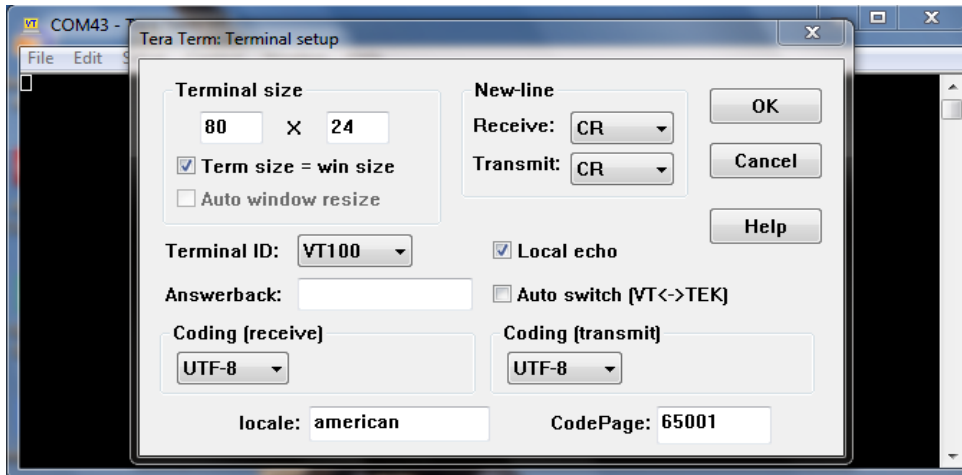 COM43 - T
Tera Term: Terminal setup
File Edit S
Terminal size
80 X 24
Term size = win size
Auto window resize
New-line
Receive: CR
Transmit: CR
OK
Cancel
Help
Terminal ID: VT100
Local echo
Answerback:
Auto switch (VT<->TEK)
Coding (receive)
UTF-8
Coding (transmit)
UTF-8
locale: american
CodePage: 65001